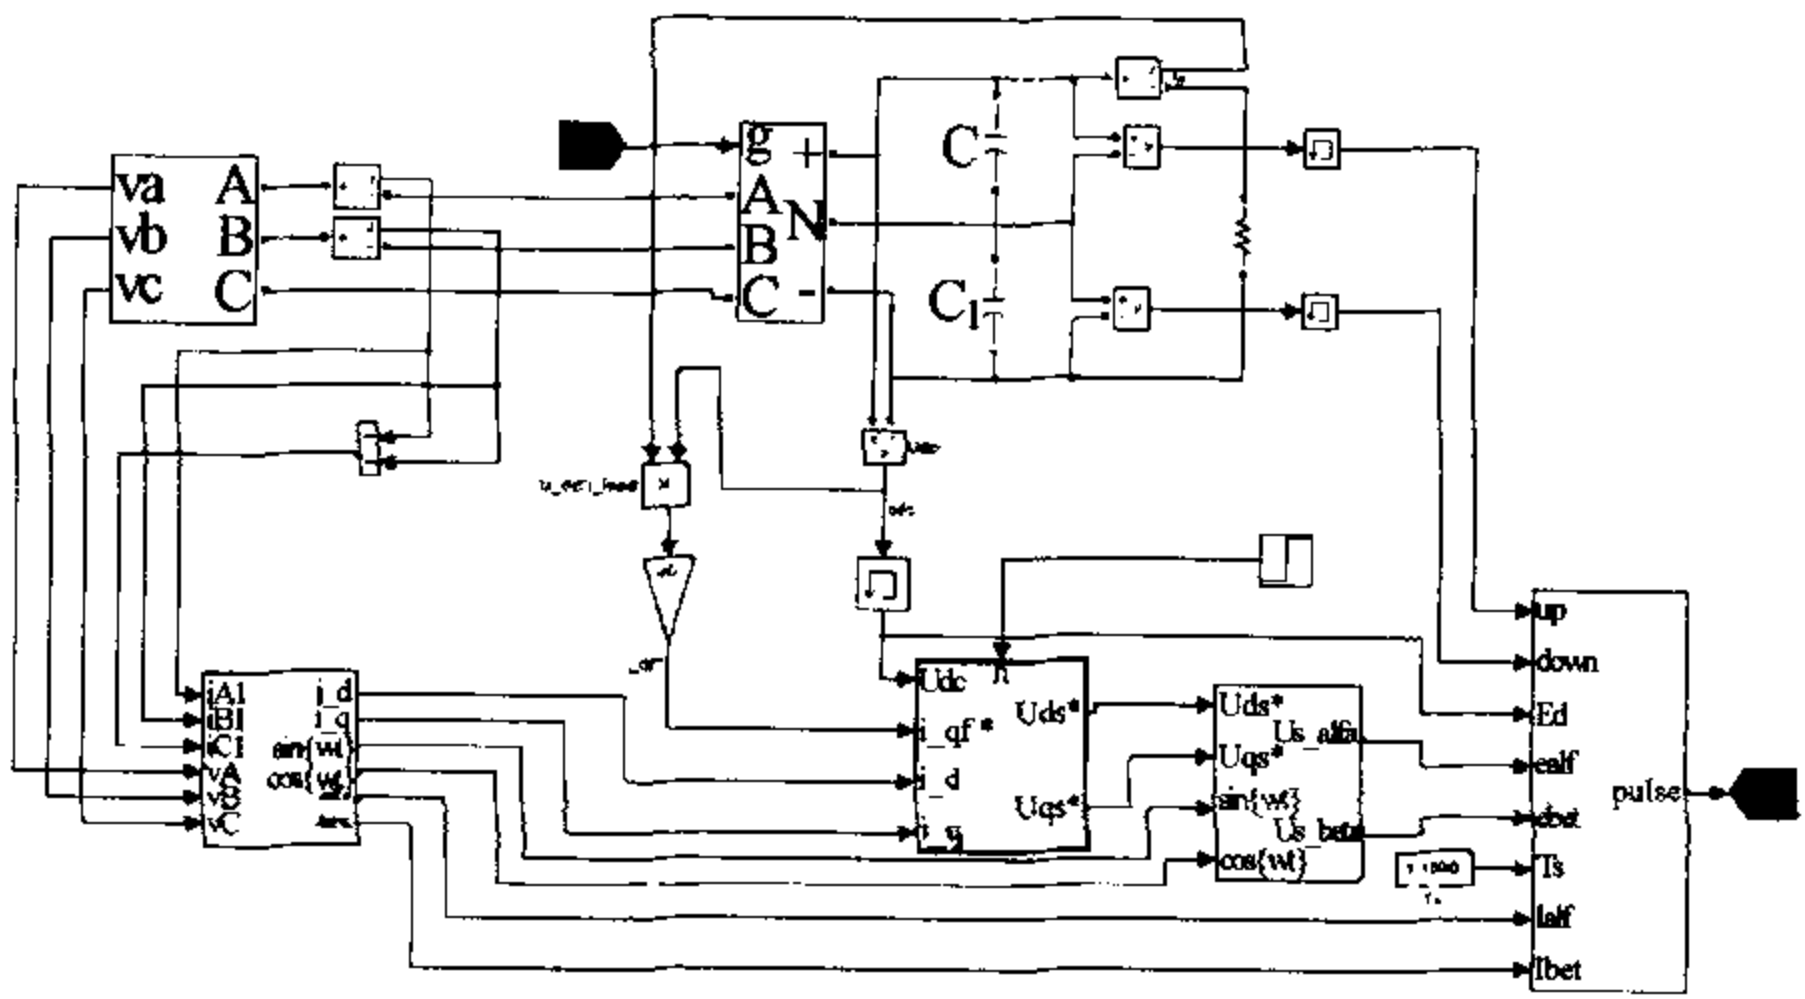 va A
vb B
vc C
g +
A N
B
C -
C
C1
iA1 i_d
iB1 i_q
iC1 sin{wt}
vA cos{wt}
vB
vC
Udc
Uds*
i_qf *
i_d
Uqs*
Uds*
Us_alfa
Uqs*
sin{wt}
Us_beta
cos{wt}
up
down
Ed
ealf
pulse
ebet
Ts
Ialf
Ibet